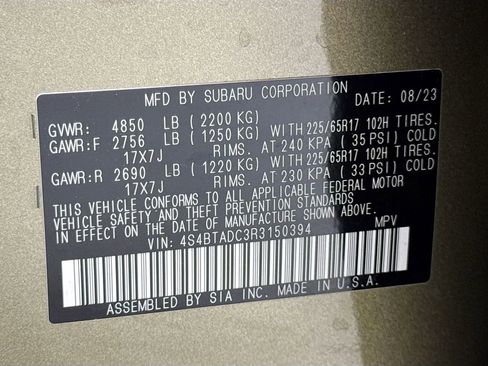 MFD BY SUBARU CORPORATION DATE: 08/23
GVWR: 4850 LB (2200 KG)
GAWR:F 2756 LB (1250 KG) WITH 225/65R17 102H TIRES.
17X7J RIMS. AT 240 KPA (35 PSI) COLD
GAWR:R 2690 LB (1220 KG) WITH 225/65R17 102H TIRES.
17X7J RIMS. AT 230 KPA (33 PSI) COLD
THIS VEHICLE CONFORMS TO ALL APPLICABLE FEDERAL MOTOR
VEHICLE SAFETY AND THEFT PREVENTION STANDARDS IN
EFFECT ON THE DATE OF MANUFACTURE SHOWN ABOVE.
VIN: 4S4BTADC3R3150394 MPV
ASSEMBLED BY SIA INC. MADE IN U.S.A.